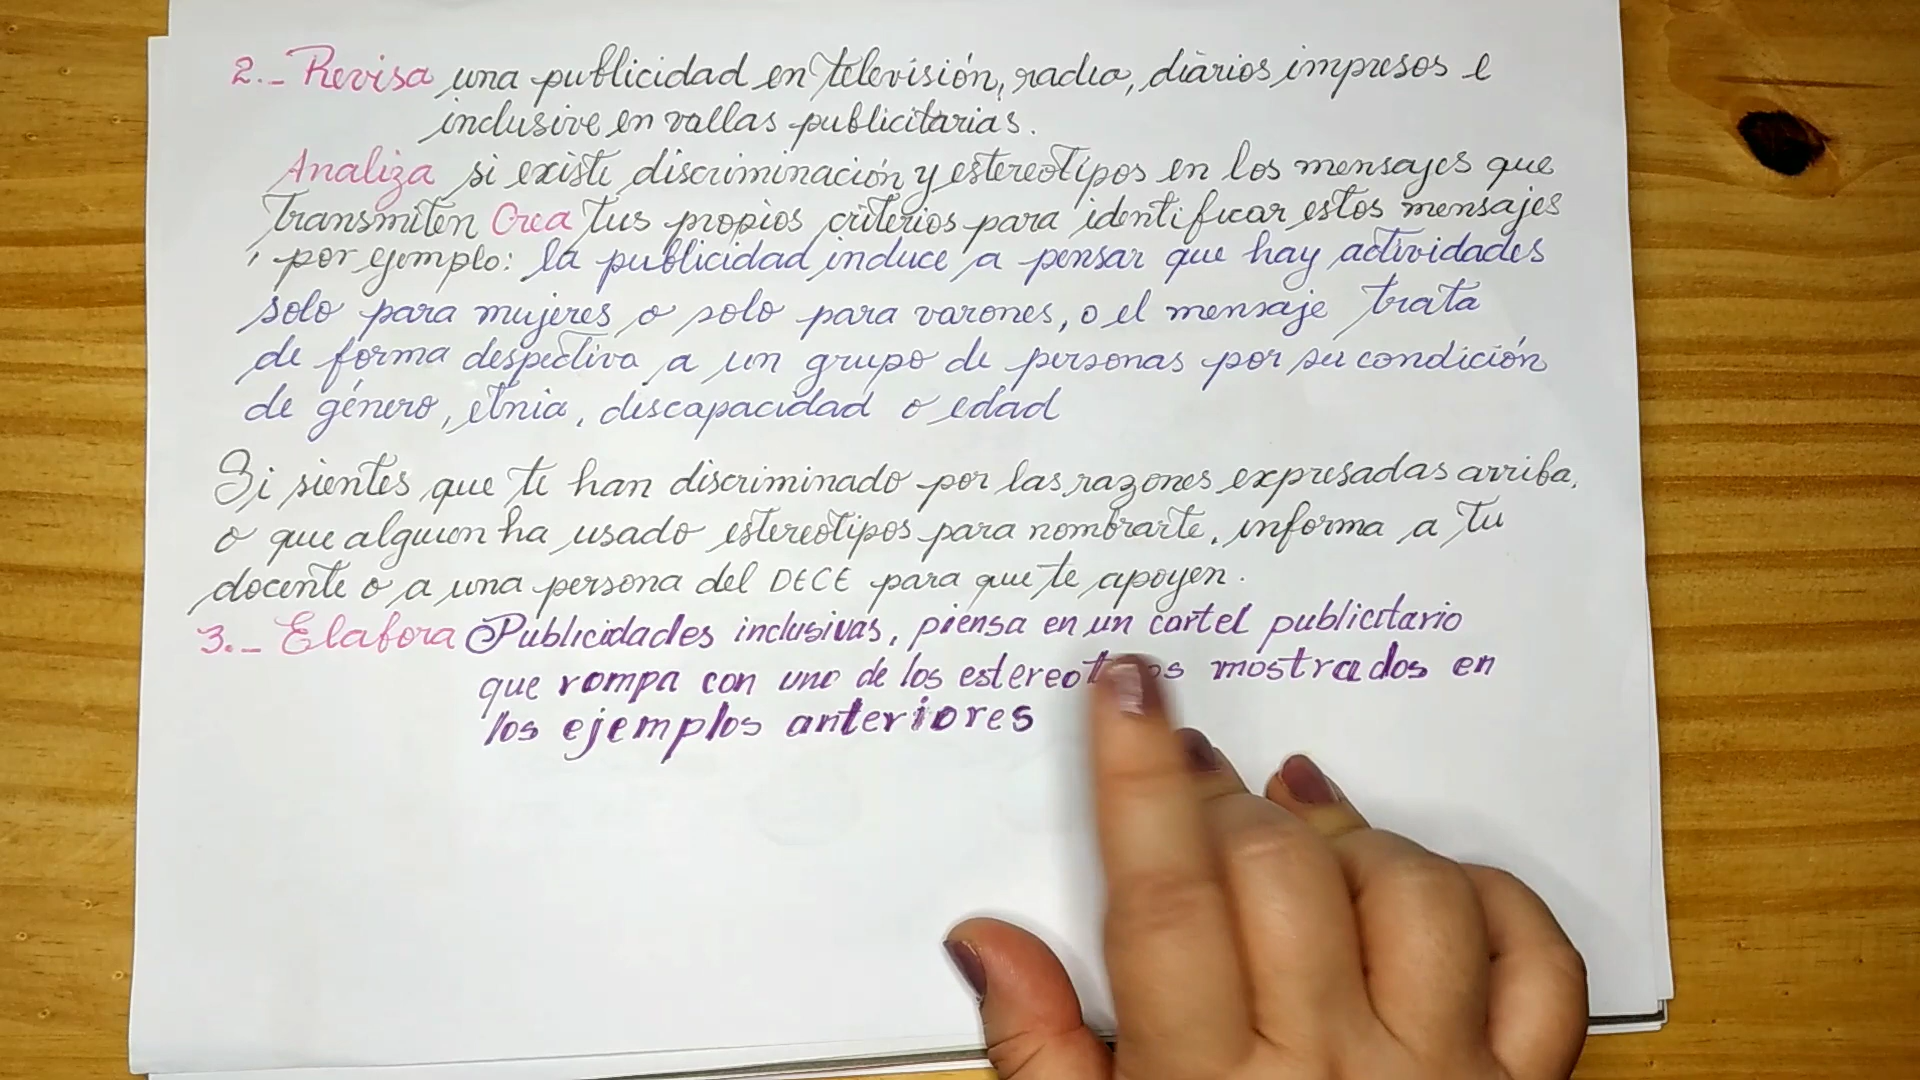 2.- Revisa una publicidad en televisión, radio, diarios impresos e
inclusive en vallas publicitarias.
Analiza si existe discriminación y estereotipos en los mensajes que
transmiten Crea tus propios criterios para identificar estos mensajes
, por ejemplo: la publicidad induce a pensar que hay actividades
solo para mujeres o solo para varones, o el mensaje trata
de forma despectiva a un grupo de personas por su condición
de género, etnia, discapacidad o edad
Si sientes que te han discriminado por las razones expresadas arriba,
o que alguien ha usado estereotipos para nombrarte, informa a tu
docente o a una persona del DECE para que te apoyen.
3.- Elabora Publicidades inclusivas, piensa en un cartel publicitario
que rompa con uno de los mostrados en
los ejemplos anteriores